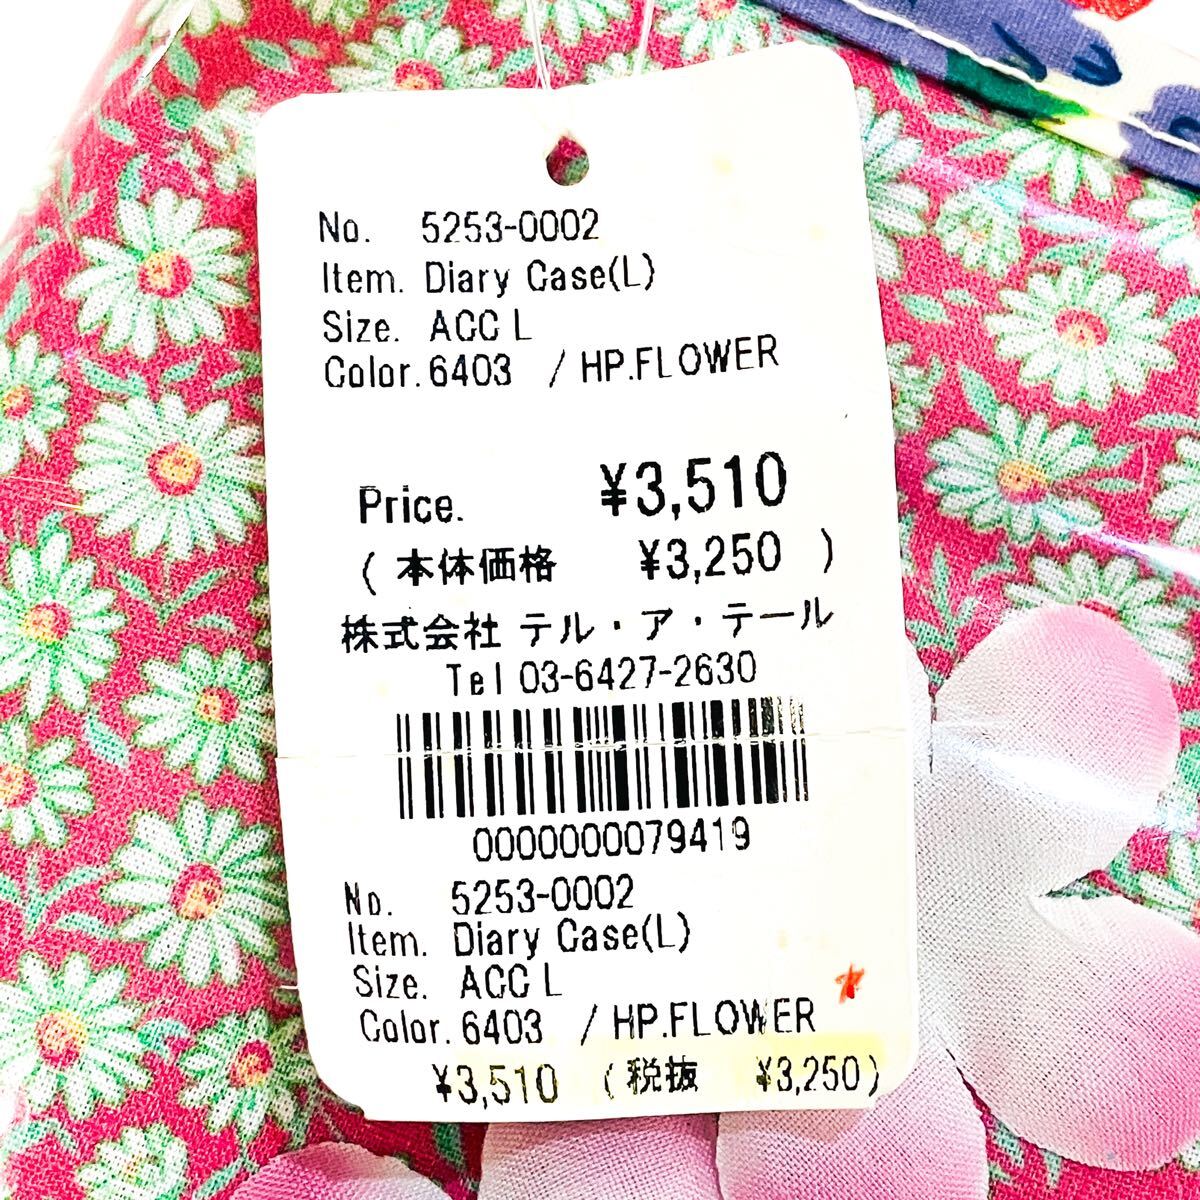 No. 5253-0002
Item. Diary Case(L)
Size. ACC L
Color. 6403 / HP.FLOWER
Price. ¥3,510
( 本体価格 ¥3,250 )
株式会社 テル・ア・テール
Tel 03-6427-2630
0000000079419
No. 5253-0002
Item. Diary Case(L)
Size. ACC L
Color. 6403 / HP.FLOWER
¥3,510 ( 税抜 ¥3,250)